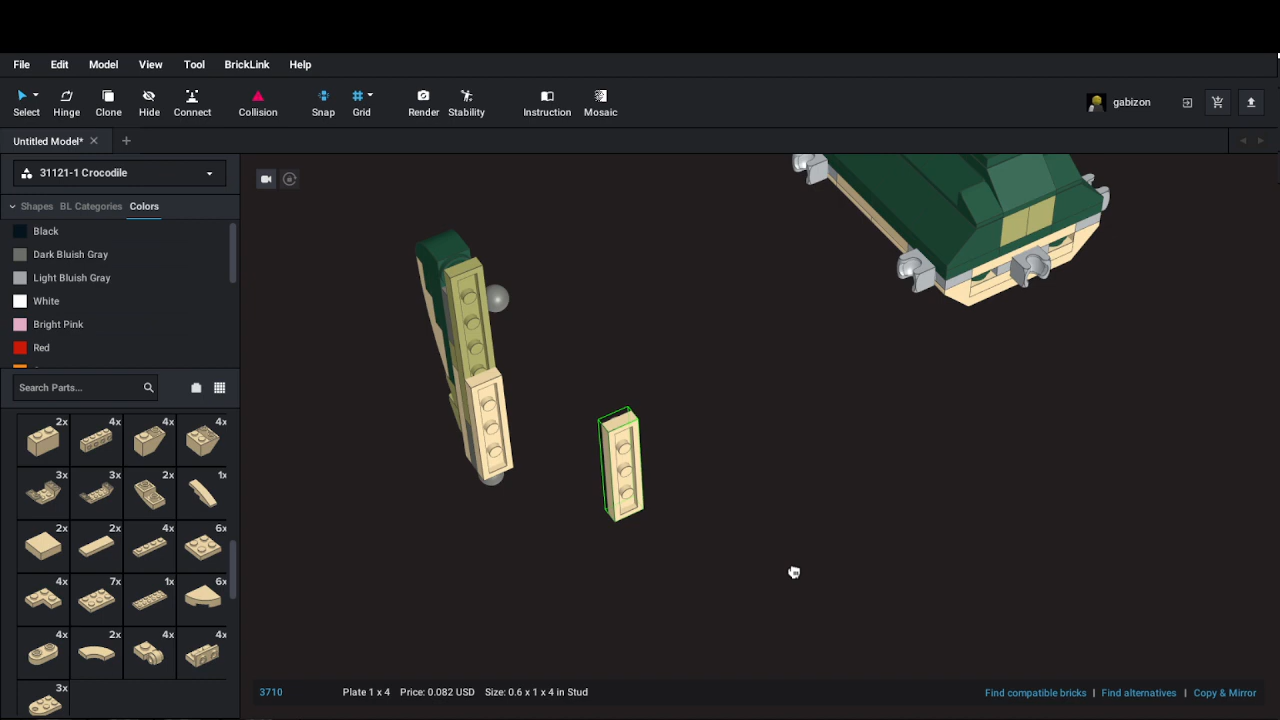 File Edit Model View Tool BrickLink Help
Select Hinge Clone Hide Connect Collision Snap Grid Render Stability Instruction Mosaic gabizon
Untitled Model*
31121-1 Crocodile
Shapes BL Categories Colors
Black
Dark Bluish Gray
Light Bluish Gray
White
Bright Pink
Red
Search Parts...
2x 4x 4x 4x
3x 3x 2x 1x
2x 2x 4x 6x
4x 7x 1x 6x
4x 2x 4x 4x
3x
3710 Plate 1 x 4 Price: 0.082 USD Size: 0.6 x 1 x 4 in Stud Find compatible bricks | Find alternatives | Copy & Mirror